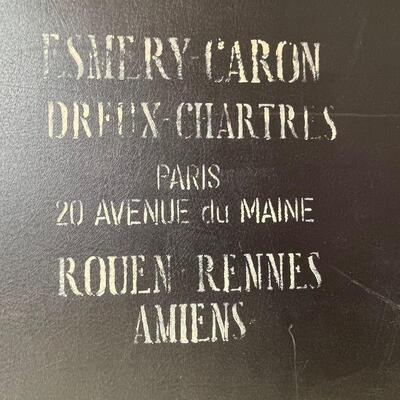 ESMERY-CARON
DREUX-CHARTRES
PARIS
20 AVENUE du MAINE
ROUEN RENNES
AMIENS